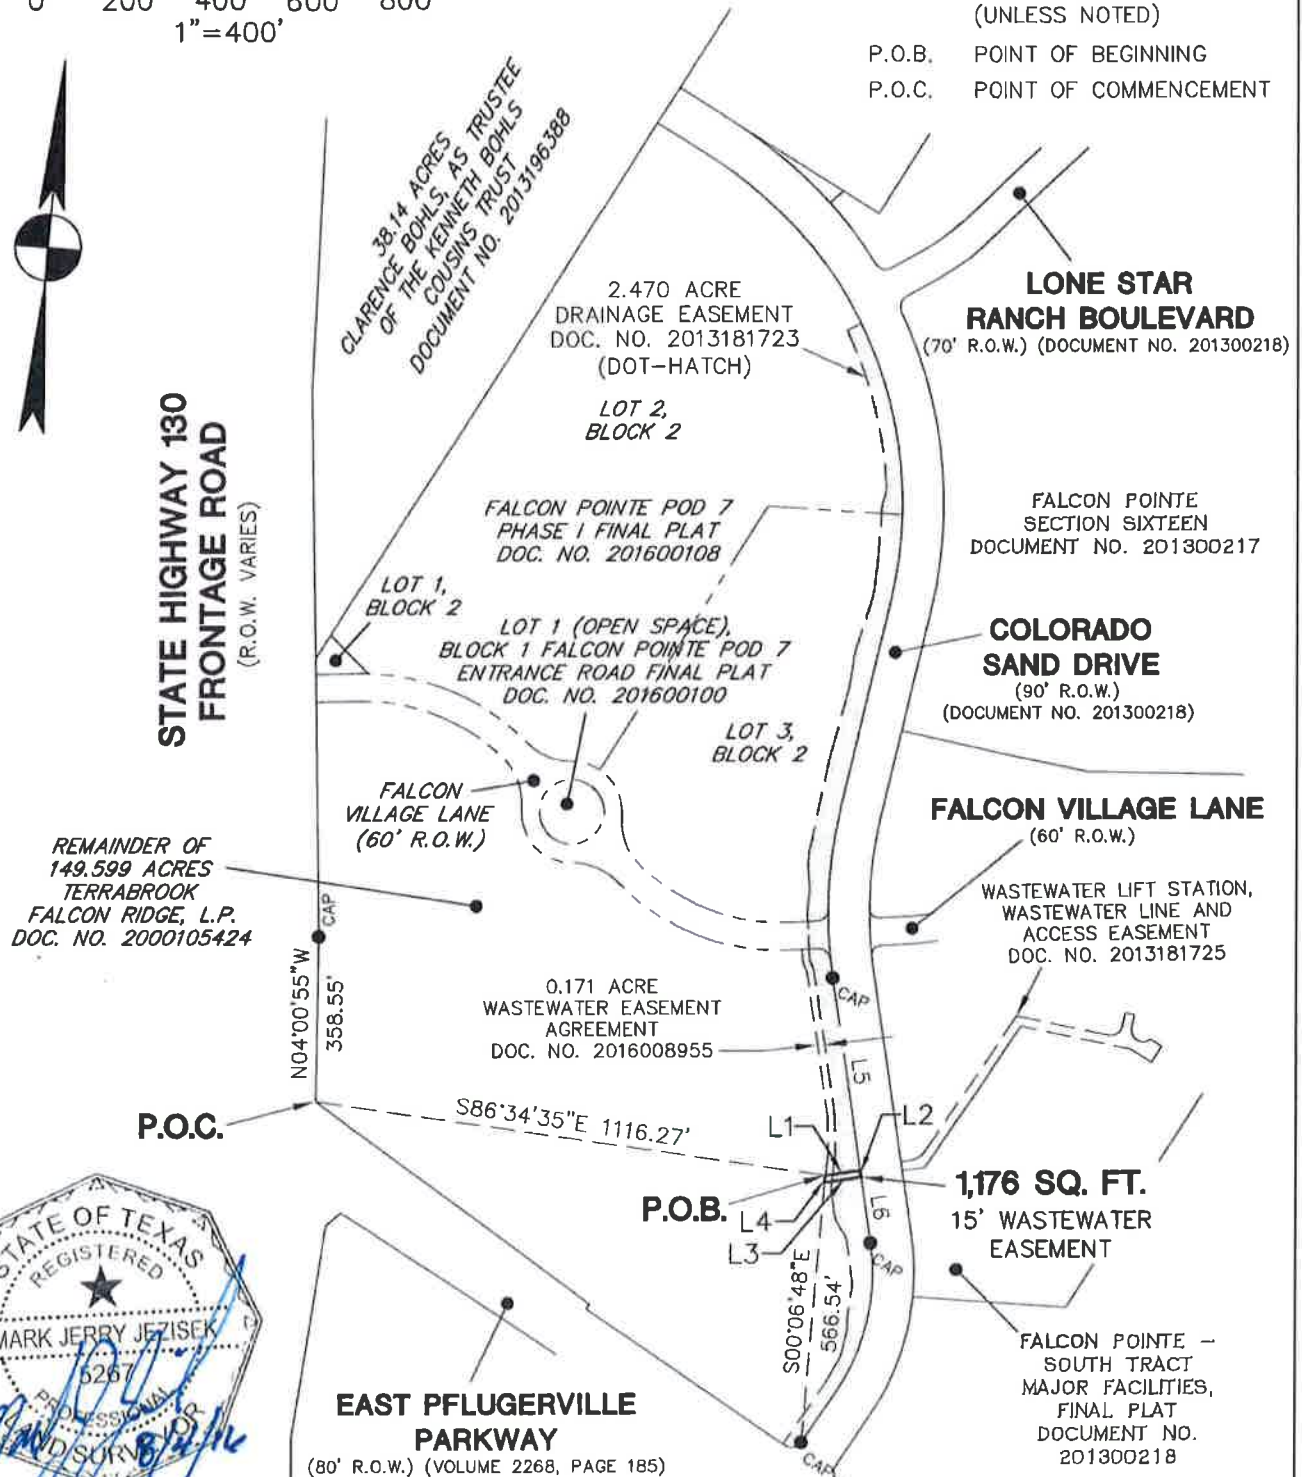 0 200 400 600 800
1"=400'
(UNLESS NOTED)
P.O.B. POINT OF BEGINNING
P.O.C. POINT OF COMMENCEMENT
38.14 ACRES
CLARENCE BOHLS, AS TRUSTEE
OF THE KENNETH BOHLS
COUSINS TRUST
DOCUMENT NO. 2013196388
2.470 ACRE
DRAINAGE EASEMENT
DOC. NO. 2013181723
(DOT-HATCH)
LONE STAR
RANCH BOULEVARD
(70' R.O.W.) (DOCUMENT NO. 201300218)
LOT 2,
BLOCK 2
STATE HIGHWAY 130
FRONTAGE ROAD
(R.O.W. VARIES)
FALCON POINTE POD 7
PHASE I FINAL PLAT
DOC. NO. 201600108
FALCON POINTE
SECTION SIXTEEN
DOCUMENT NO. 201300217
LOT 1,
BLOCK 2
LOT 1 (OPEN SPACE),
BLOCK 1 FALCON POINTE POD 7
ENTRANCE ROAD FINAL PLAT
DOC. NO. 201600100
COLORADO
SAND DRIVE
(90' R.O.W.)
(DOCUMENT NO. 201300218)
LOT 3,
BLOCK 2
FALCON
VILLAGE LANE
(60' R.O.W.)
FALCON VILLAGE LANE
(60' R.O.W.)
REMAINDER OF
149.599 ACRES
TERRABROOK
FALCON RIDGE, L.P.
DOC. NO. 2000105424
CAP
WASTEWATER LIFT STATION,
WASTEWATER LINE AND
ACCESS EASEMENT
DOC. NO. 2013181725
N04°00'55"W
358.55'
0.171 ACRE
WASTEWATER EASEMENT
AGREEMENT
DOC. NO. 2016008955
CAP
L5
P.O.C.
S86°34'35"E 1116.27'
L1
L2
P.O.B.
L4
L3
L6
1,176 SQ. FT.
15' WASTEWATER
EASEMENT
CAP
S00°06'48"E
566.54'
STATE OF TEXAS
REGISTERED
MARK JERRY JEZISEK
5267
PROFESSIONAL
LAND SURVEYOR
EAST PFLUGERVILLE
PARKWAY
(80' R.O.W.) (VOLUME 2268, PAGE 185)
CAP
FALCON POINTE -
SOUTH TRACT
MAJOR FACILITIES,
FINAL PLAT
DOCUMENT NO.
201300218